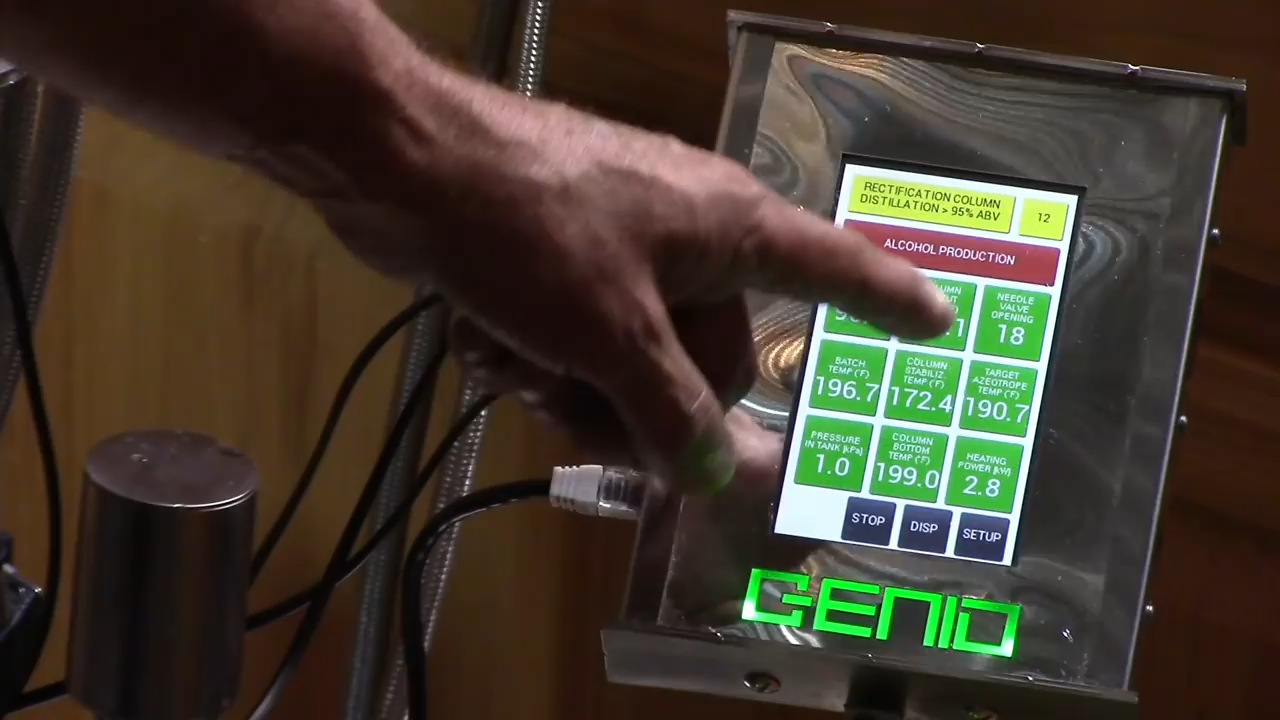 RECTIFICATION COLUMN
DISTILLATION > 95% ABV
12
ALCOHOL PRODUCTION
NEEDLE
VALVE
OPENING
18
BATCH
TEMP (°F)
196.7
COLUMN
STABILIZ.
TEMP (°F)
172.4
TARGET
AZEOTROPE
TEMP (°F)
190.7
PRESSURE
IN TANK [kPa]
1.0
COLUMN
BOTTOM
TEMP (°F)
199.0
HEATING
POWER [kW]
2.8
STOP
DISP
SETUP
GENIO